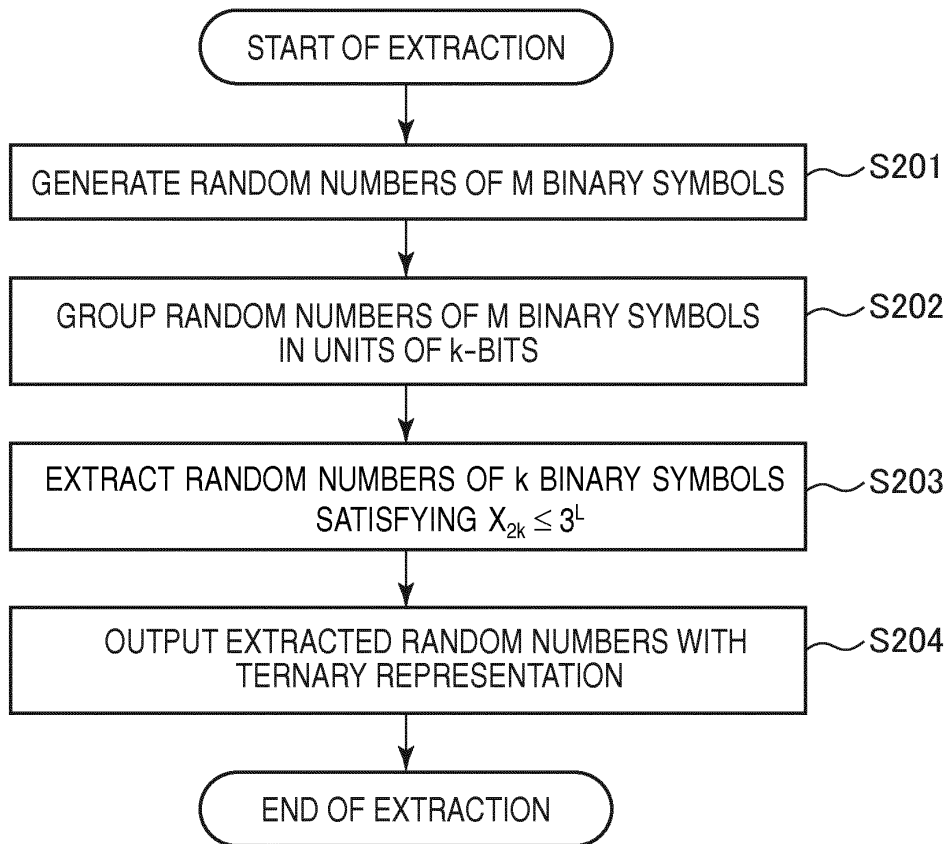 START OF EXTRACTION
GENERATE RANDOM NUMBERS OF M BINARY SYMBOLS
S201
GROUP RANDOM NUMBERS OF M BINARY SYMBOLS
IN UNITS OF k-BITS
S202
EXTRACT RANDOM NUMBERS OF k BINARY SYMBOLS
SATISFYING X₂ₖ ≤ 3ᴸ
S203
OUTPUT EXTRACTED RANDOM NUMBERS WITH
TERNARY REPRESENTATION
S204
END OF EXTRACTION